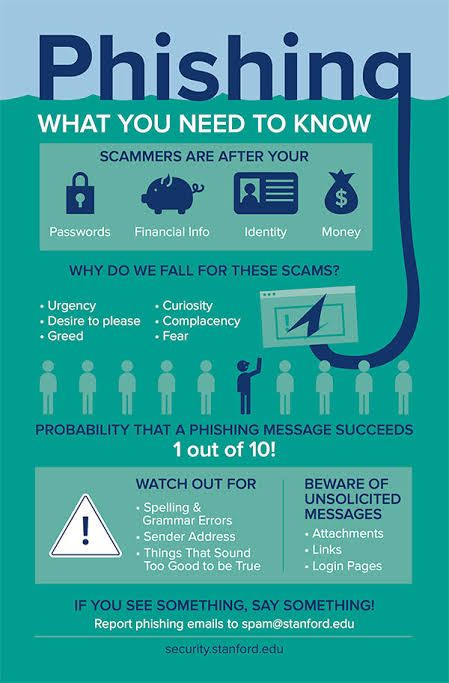 Phishing
WHAT YOU NEED TO KNOW
SCAMMERS ARE AFTER YOUR
Passwords
Financial Info
Identity
$
Money
WHY DO WE FALL FOR THESE SCAMS?
• Urgency
• Desire to please
• Greed
• Curiosity
• Complacency
• Fear
!
PROBABILITY THAT A PHISHING MESSAGE SUCCEEDS
1 out of 10!
!
WATCH OUT FOR
• Spelling &
Grammar Errors
• Sender Address
• Things That Sound
Too Good to be True
BEWARE OF
UNSOLICITED
MESSAGES
• Attachments
• Links
• Login Pages
IF YOU SEE SOMETHING, SAY SOMETHING!
Report phishing emails to spam@stanford.edu
security.stanford.edu